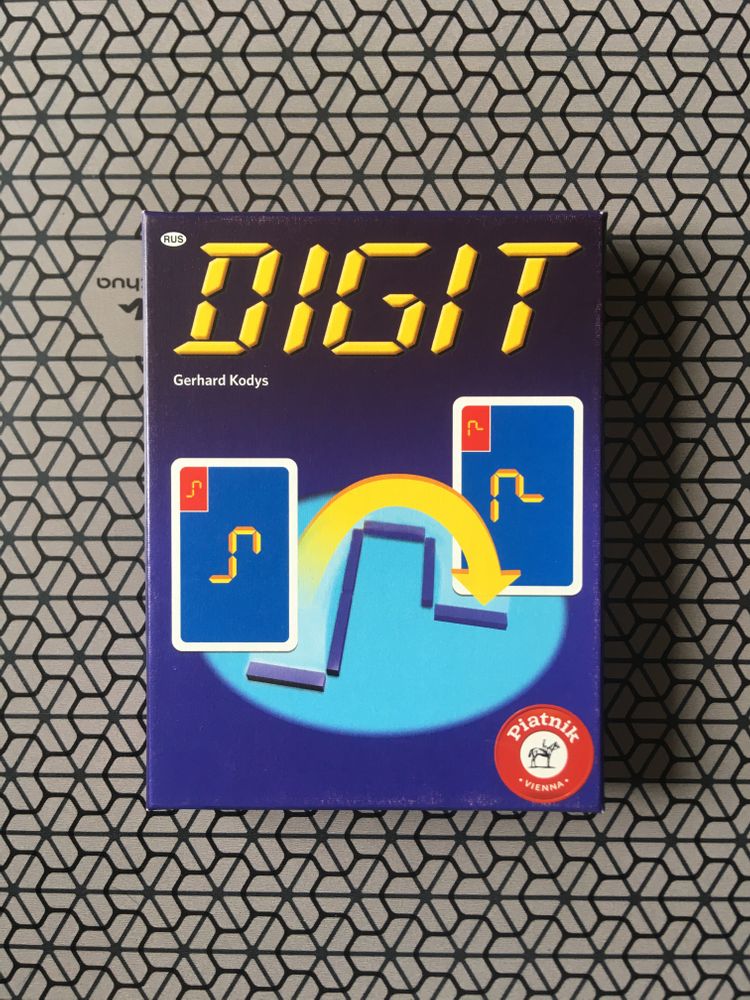 RUS
DIGIT
Gerhard Kodys
Piatnik
• VIENNA •